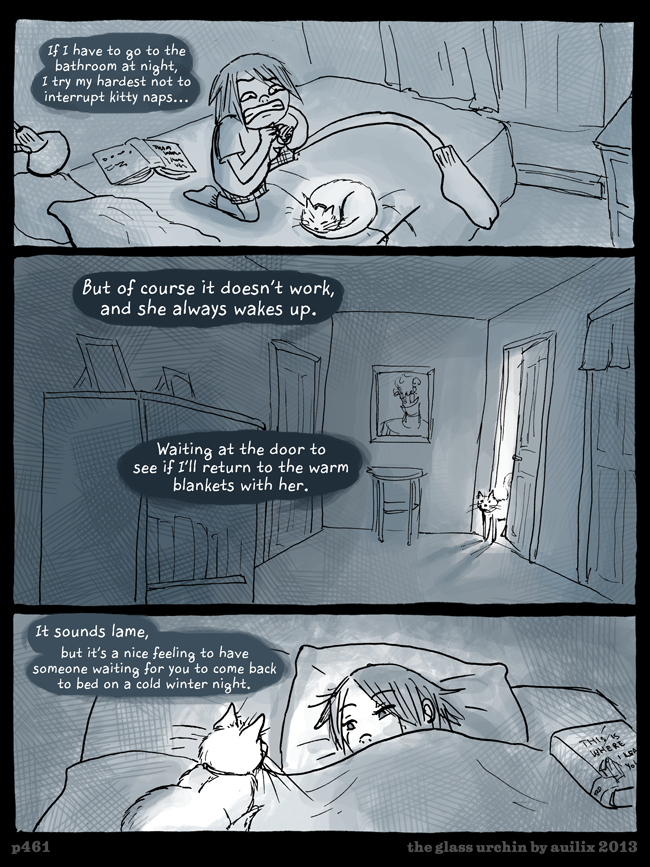 If I have to go to the
bathroom at night,
I try my hardest not to
interrupt kitty naps...
But of course it doesn't work,
and she always wakes up.
Waiting at the door to
see if I'll return to the warm
blankets with her.
It sounds lame,
but it's a nice feeling to have
someone waiting for you to come back
to bed on a cold winter night.
THIS IS
WHERE
p461
the glass urchin by auilix 2013